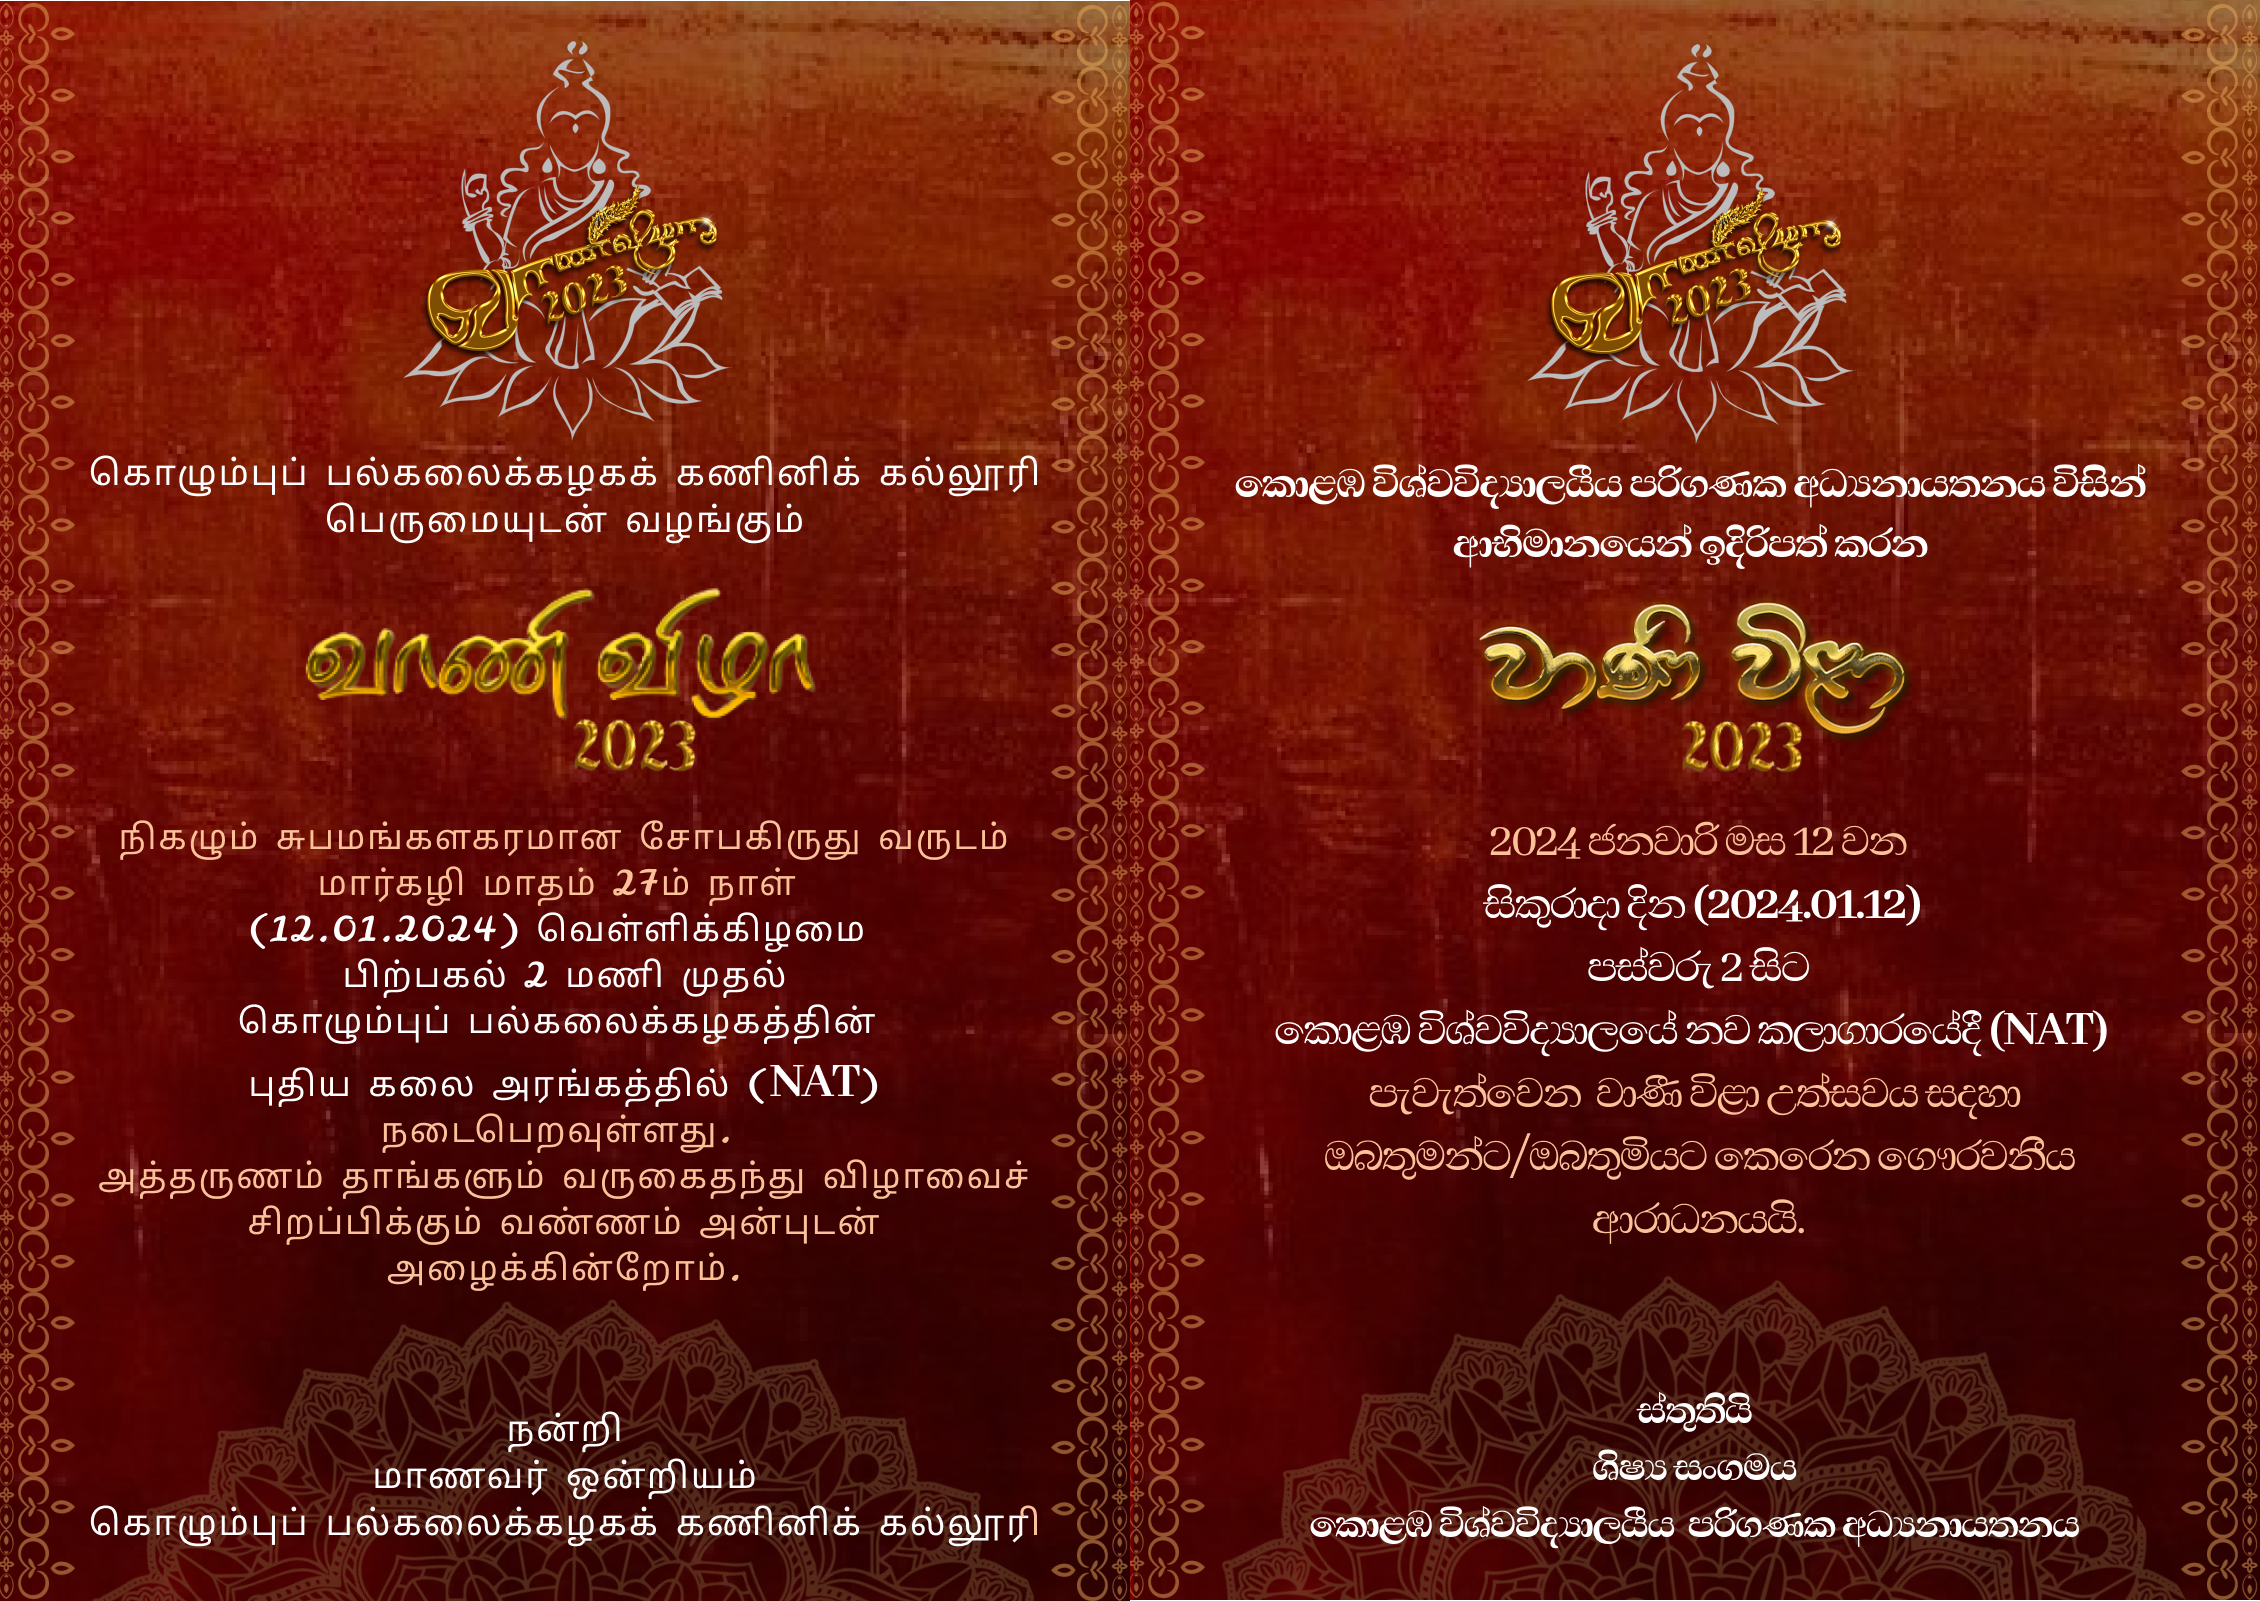 வாணி விழா
2023
கொழும்புப் பல்கலைக்கழகக் கணினிக் கல்லூரி
பெருமையுடன் வழங்கும்
வாணி விழா
2023
நிகழும் சுபமங்களகரமான சோபகிருது வருடம்
மார்கழி மாதம் 27ம் நாள்
(12.01.2024) வெள்ளிக்கிழமை
பிற்பகல் 2 மணி முதல்
கொழும்புப் பல்கலைக்கழகத்தின்
புதிய கலை அரங்கத்தில் (NAT)
நடைபெறவுள்ளது.
அத்தருணம் தாங்களும் வருகைதந்து விழாவைச்
சிறப்பிக்கும் வண்ணம் அன்புடன்
அழைக்கின்றோம்.
நன்றி
மாணவர் ஒன்றியம்
கொழும்புப் பல்கலைக்கழகக் கணினிக் கல்லூரி
வாணி விழா
2023
කොළඹ විශ්වවිද්‍යාලයීය පරිගණක අධ්‍යනායතනය විසින්
ආභිමානයෙන් ඉදිරිපත් කරන
වාණි විළා
2023
2024 ජනවාරි මස 12 වන
සිකුරාදා දින (2024.01.12)
පස්වරු 2 සිට
කොළඹ විශ්වවිද්‍යාලයේ නව කලාගාරයේදී (NAT)
පැවැත්වෙන වාණී විළා උත්සවය සදහා
ඔබතුමන්ට/ඔබතුමියට කෙරෙන ගෞරවනීය
ආරාධනයයි.
ස්තුතියි
ශිෂ්‍ය සංගමය
කොළඹ විශ්වවිද්‍යාලයීය පරිගණක අධ්‍යනායතනය